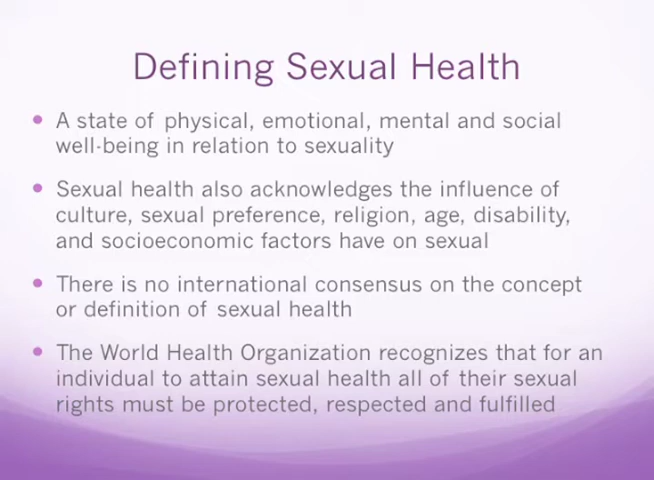 Defining Sexual Health
• A state of physical, emotional, mental and social
well-being in relation to sexuality
• Sexual health also acknowledges the influence of
culture, sexual preference, religion, age, disability,
and socioeconomic factors have on sexual
• There is no international consensus on the concept
or definition of sexual health
• The World Health Organization recognizes that for an
individual to attain sexual health all of their sexual
rights must be protected, respected and fulfilled